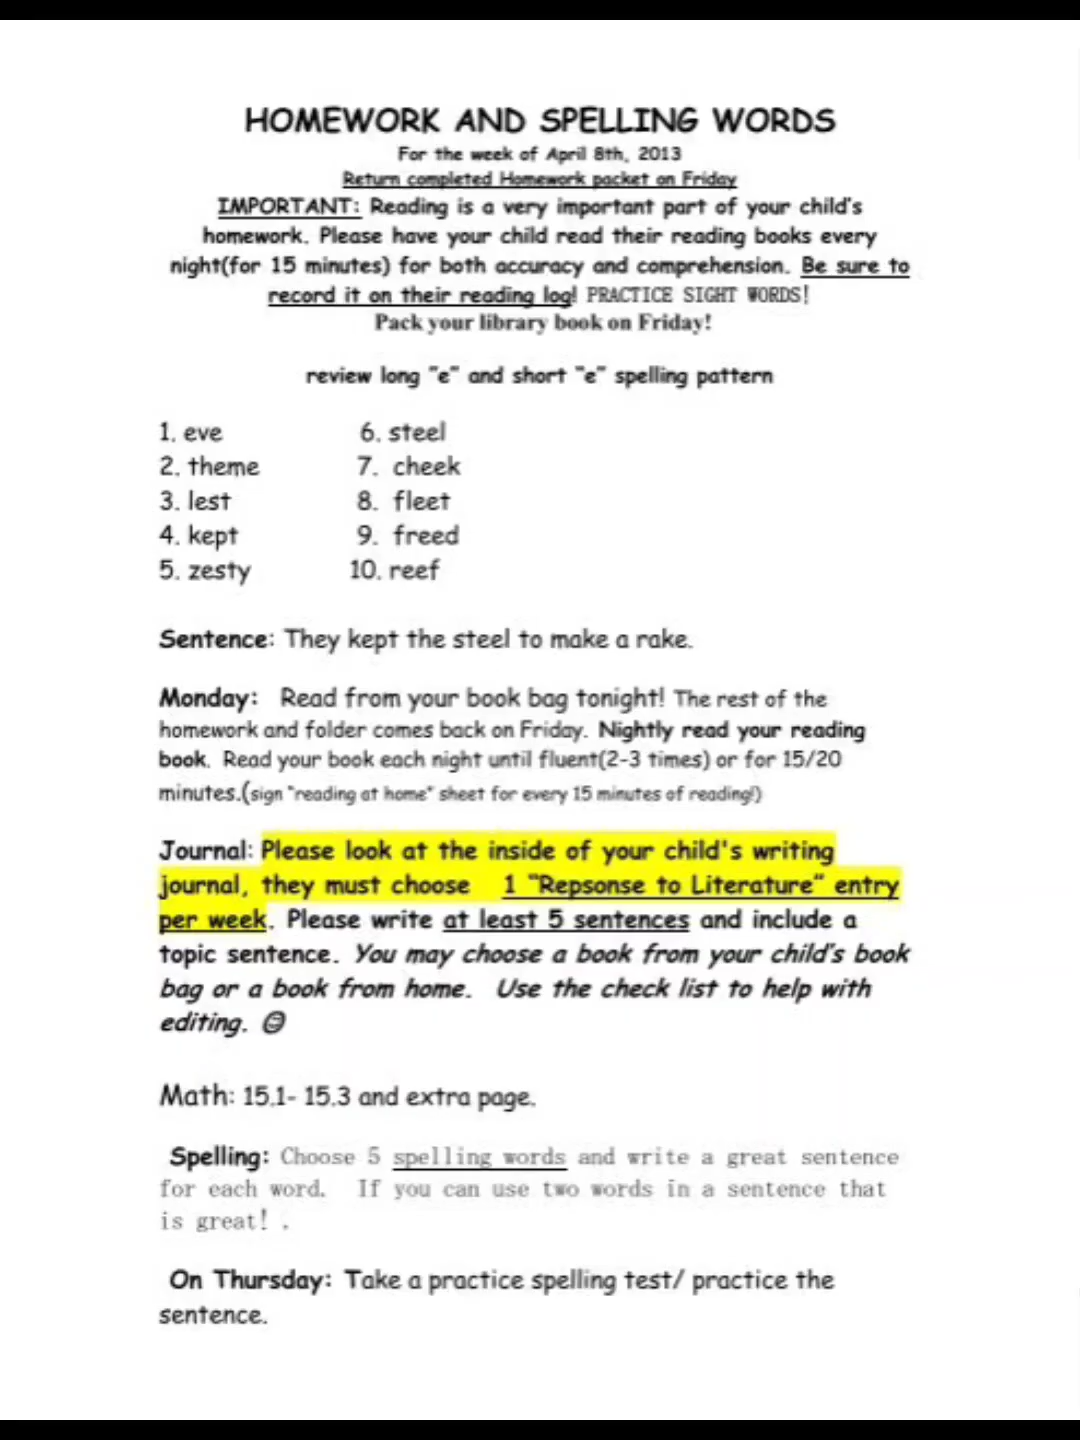 HOMEWORK AND SPELLING WORDS
For the week of April 8th, 2013
Return completed Homework packet on Friday
IMPORTANT: Reading is a very important part of your child's
homework. Please have your child read their reading books every
night(for 15 minutes) for both accuracy and comprehension. Be sure to
record it on their reading log! PRACTICE SIGHT WORDS!
Pack your library book on Friday!
review long "e" and short "e" spelling pattern
1. eve 6. steel
2. theme 7. cheek
3. lest 8. fleet
4. kept 9. freed
5. zesty 10. reef
Sentence: They kept the steel to make a rake.
Monday: Read from your book bag tonight! The rest of the
homework and folder comes back on Friday. Nightly read your reading
book. Read your book each night until fluent(2-3 times) or for 15/20
minutes.(sign "reading at home" sheet for every 15 minutes of reading!)
Journal: Please look at the inside of your child's writing
journal, they must choose 1 "Repsonse to Literature" entry
per week. Please write at least 5 sentences and include a
topic sentence. You may choose a book from your child's book
bag or a book from home. Use the check list to help with
editing. ☺
Math: 15.1- 15.3 and extra page.
Spelling: Choose 5 spelling words and write a great sentence
for each word. If you can use two words in a sentence that
is great! .
On Thursday: Take a practice spelling test/ practice the
sentence.